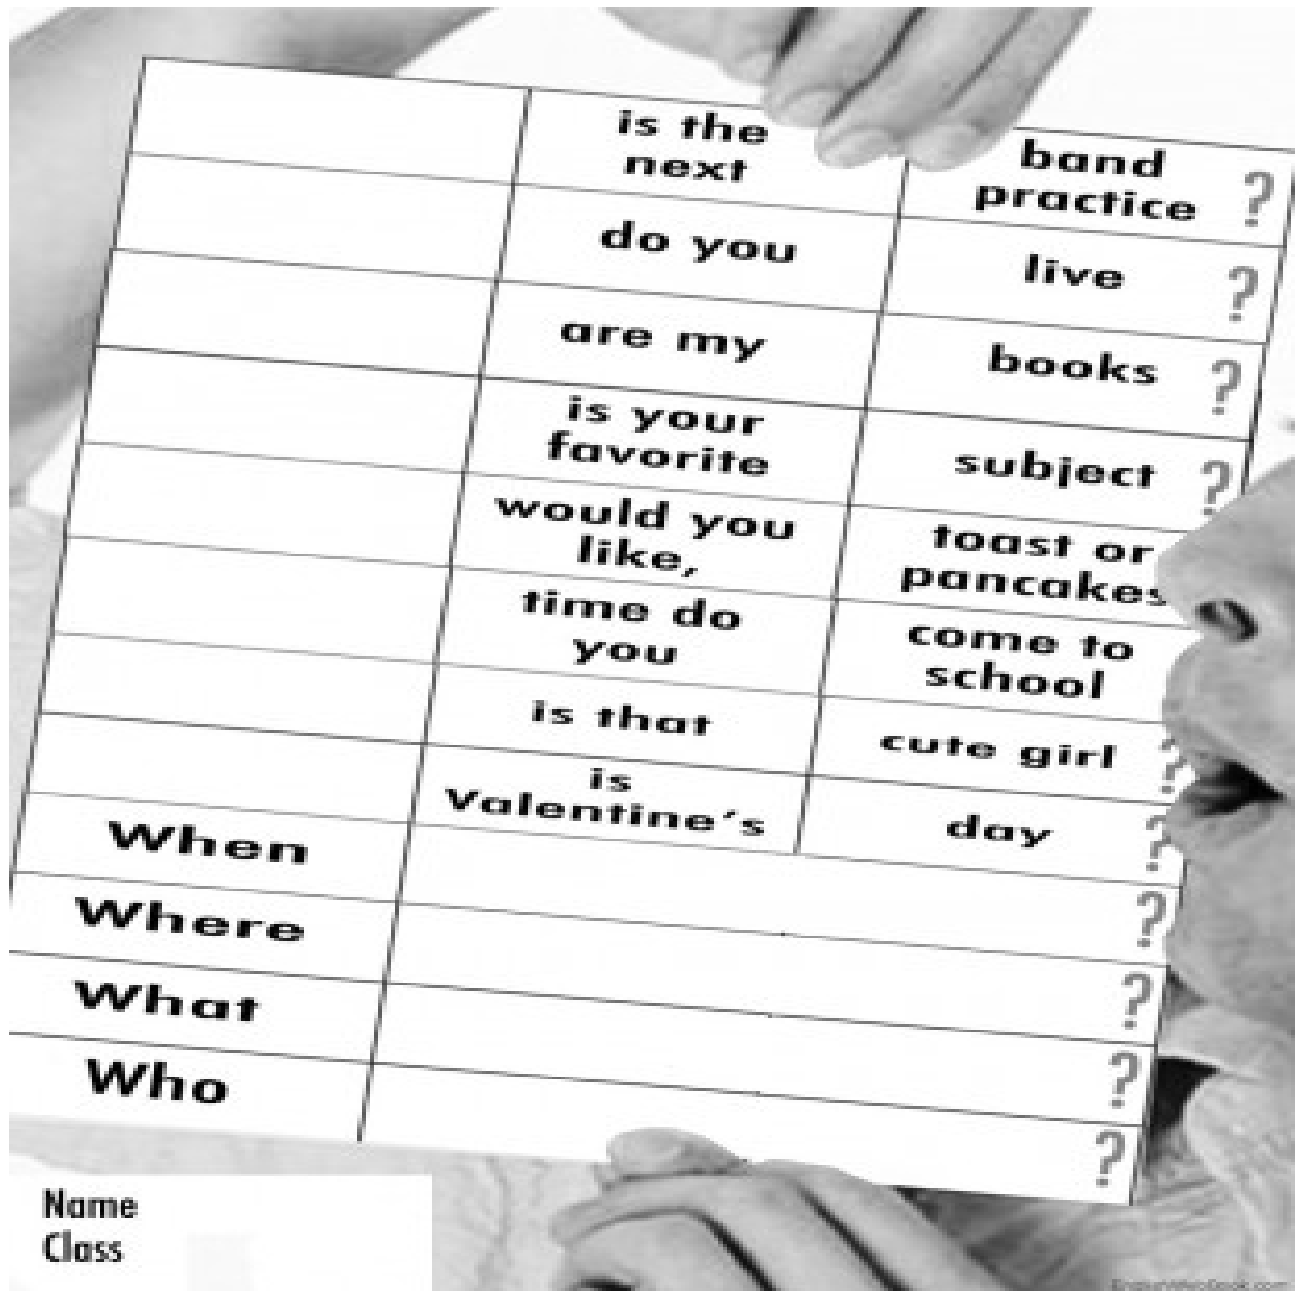 is the next band practice ?
do you live ?
are my books ?
is your favorite subject ?
would you like, toast or pancakes
time do you come to school
is that cute girl ?
is Valentine's day ?
When ?
Where ?
What ?
Who ?
Name
Class